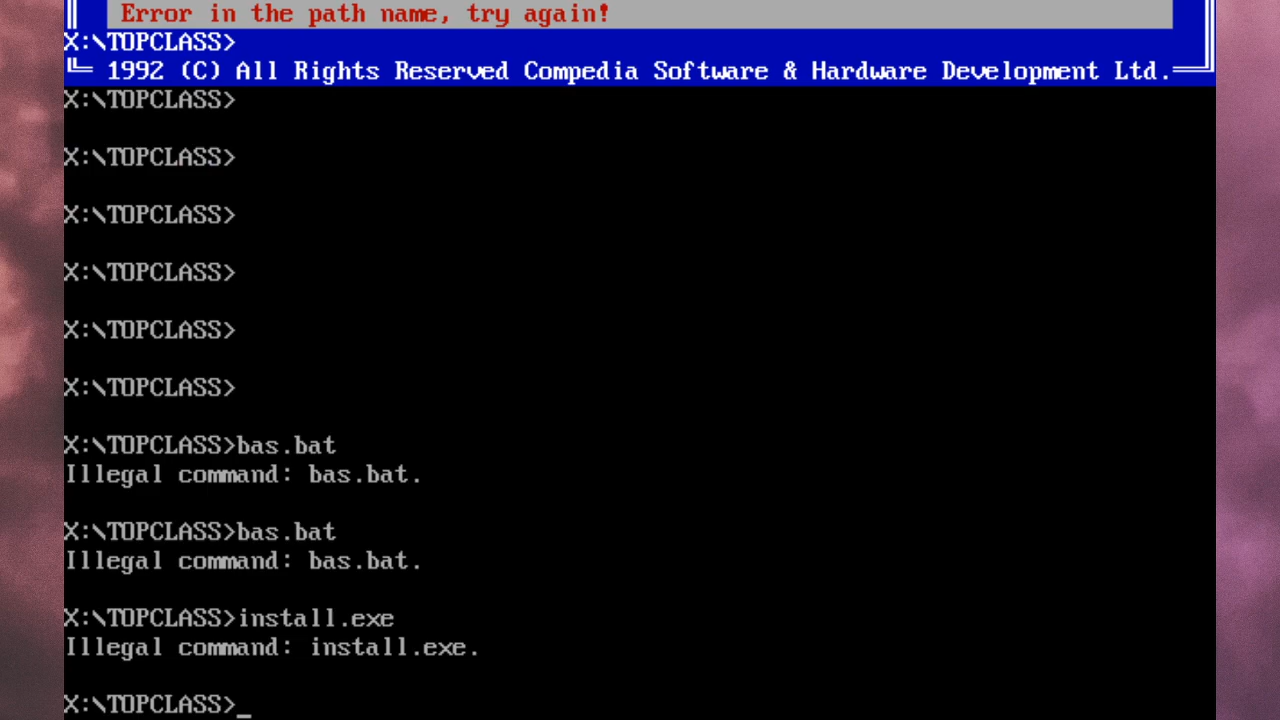 Error in the path name, try again!
X:\TOPCLASS>
1992 (C) All Rights Reserved Compedia Software & Hardware Development Ltd.
X:\TOPCLASS>
X:\TOPCLASS>
X:\TOPCLASS>
X:\TOPCLASS>
X:\TOPCLASS>
X:\TOPCLASS>
X:\TOPCLASS>bas.bat
Illegal command: bas.bat.
X:\TOPCLASS>bas.bat
Illegal command: bas.bat.
X:\TOPCLASS>install.exe
Illegal command: install.exe.
X:\TOPCLASS>_